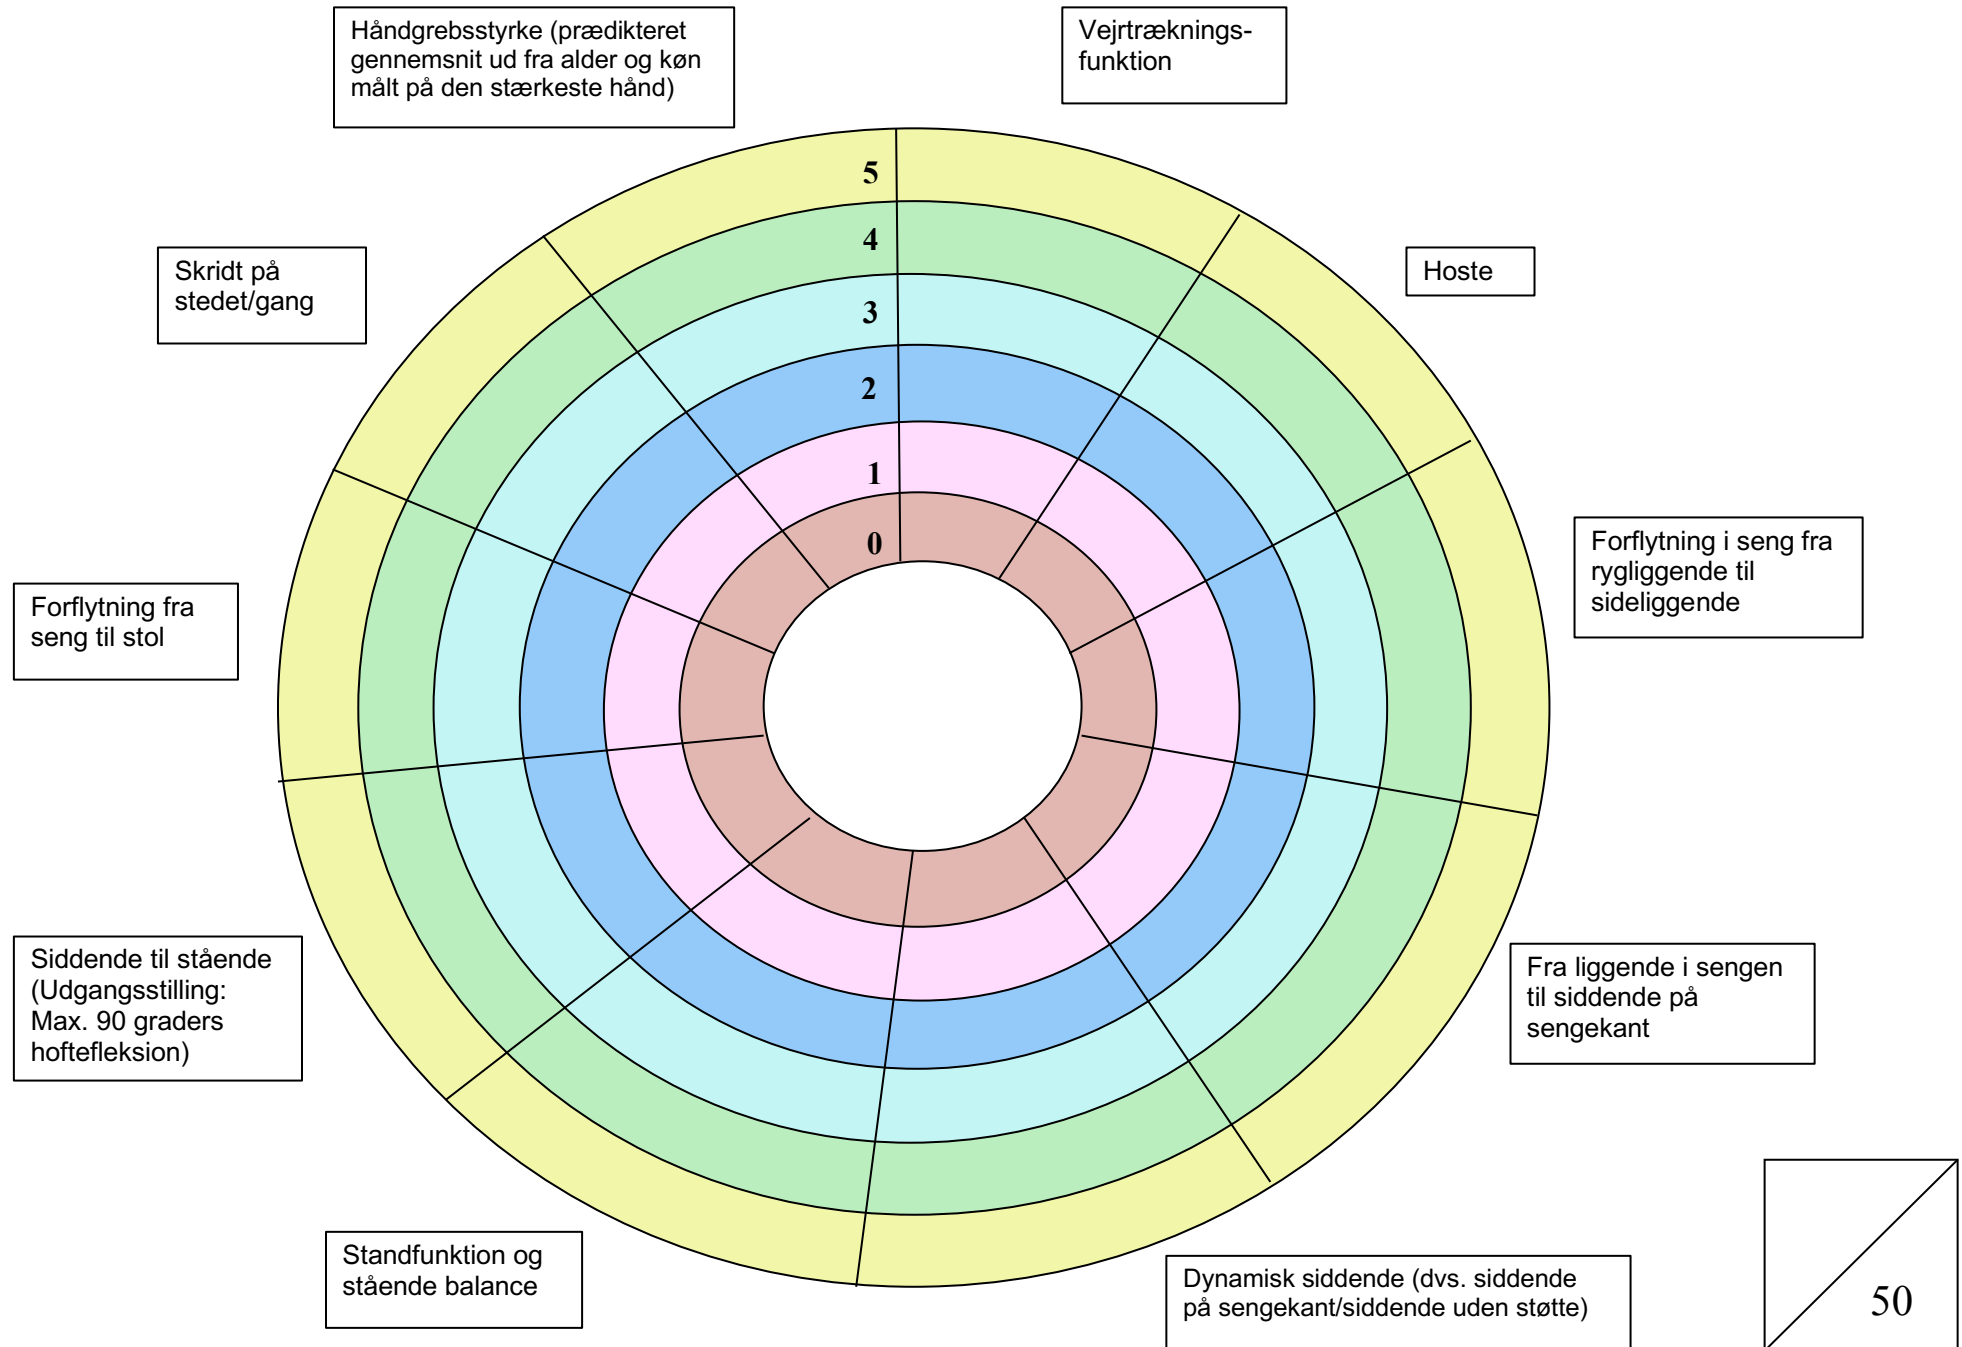 Håndgrebsstyrke (prædikteret
gennemsnit ud fra alder og køn
målt på den stærkeste hånd)
Vejrtræknings-
funktion
Hoste
Forflytning i seng fra
rygliggende til
sideliggende
Fra liggende i sengen
til siddende på
sengekant
Dynamisk siddende (dvs. siddende
på sengekant/siddende uden støtte)
Standfunktion og
stående balance
Siddende til stående
(Udgangsstilling:
Max. 90 graders
hoftefleksion)
Forflytning fra
seng til stol
Skridt på
stedet/gang
5
4
3
2
1
0
50